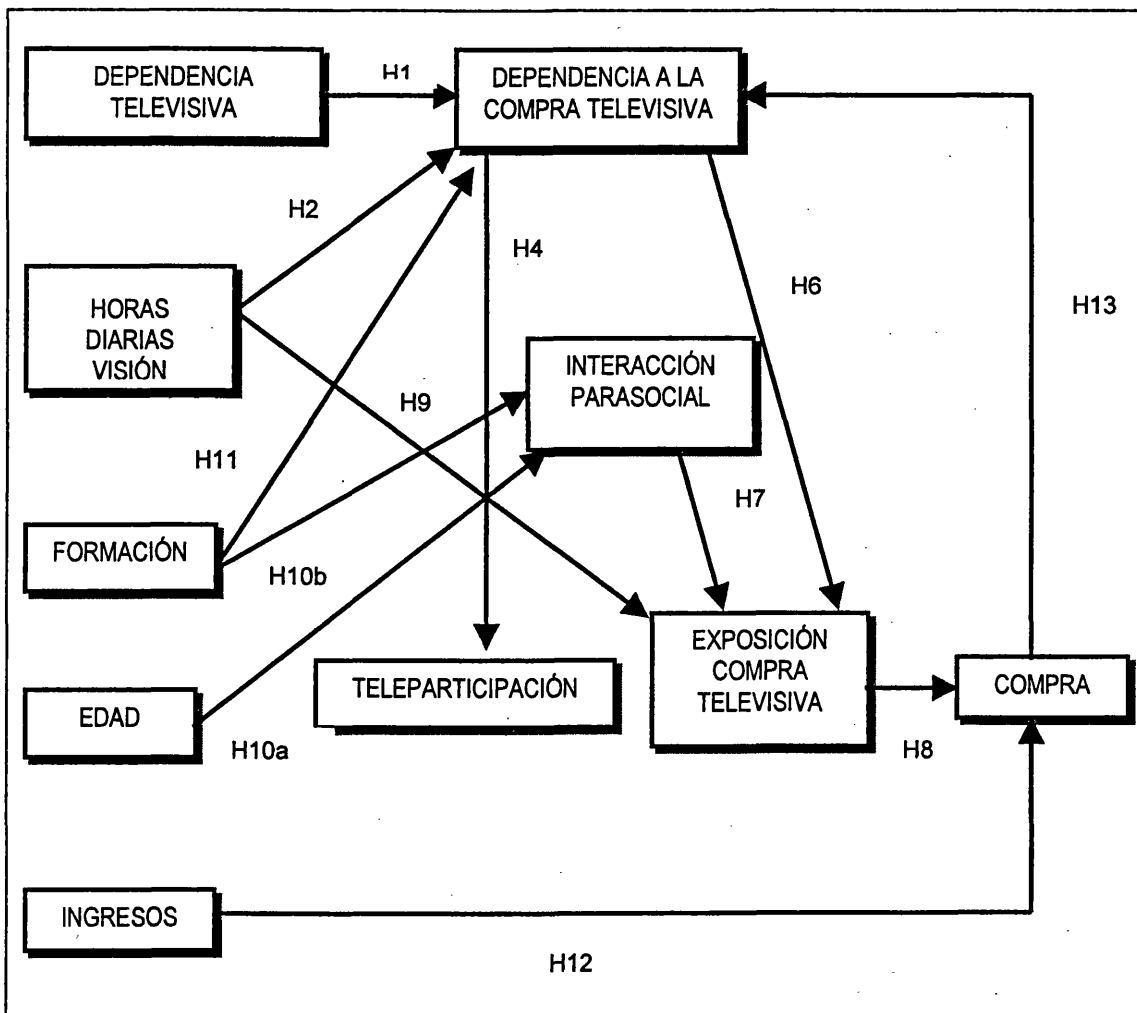 DEPENDENCIA
TELEVISIVA
H1
DEPENDENCIA A LA
COMPRA TELEVISIVA
H2
H4
H6
H13
HORAS
DIARIAS
VISIÓN
INTERACCIÓN
PARASOCIAL
H9
H11
H7
FORMACIÓN
H10b
EXPOSICIÓN
COMPRA
TELEVISIVA
TELEPARTICIPACIÓN
COMPRA
EDAD
H10a
H8
INGRESOS
H12